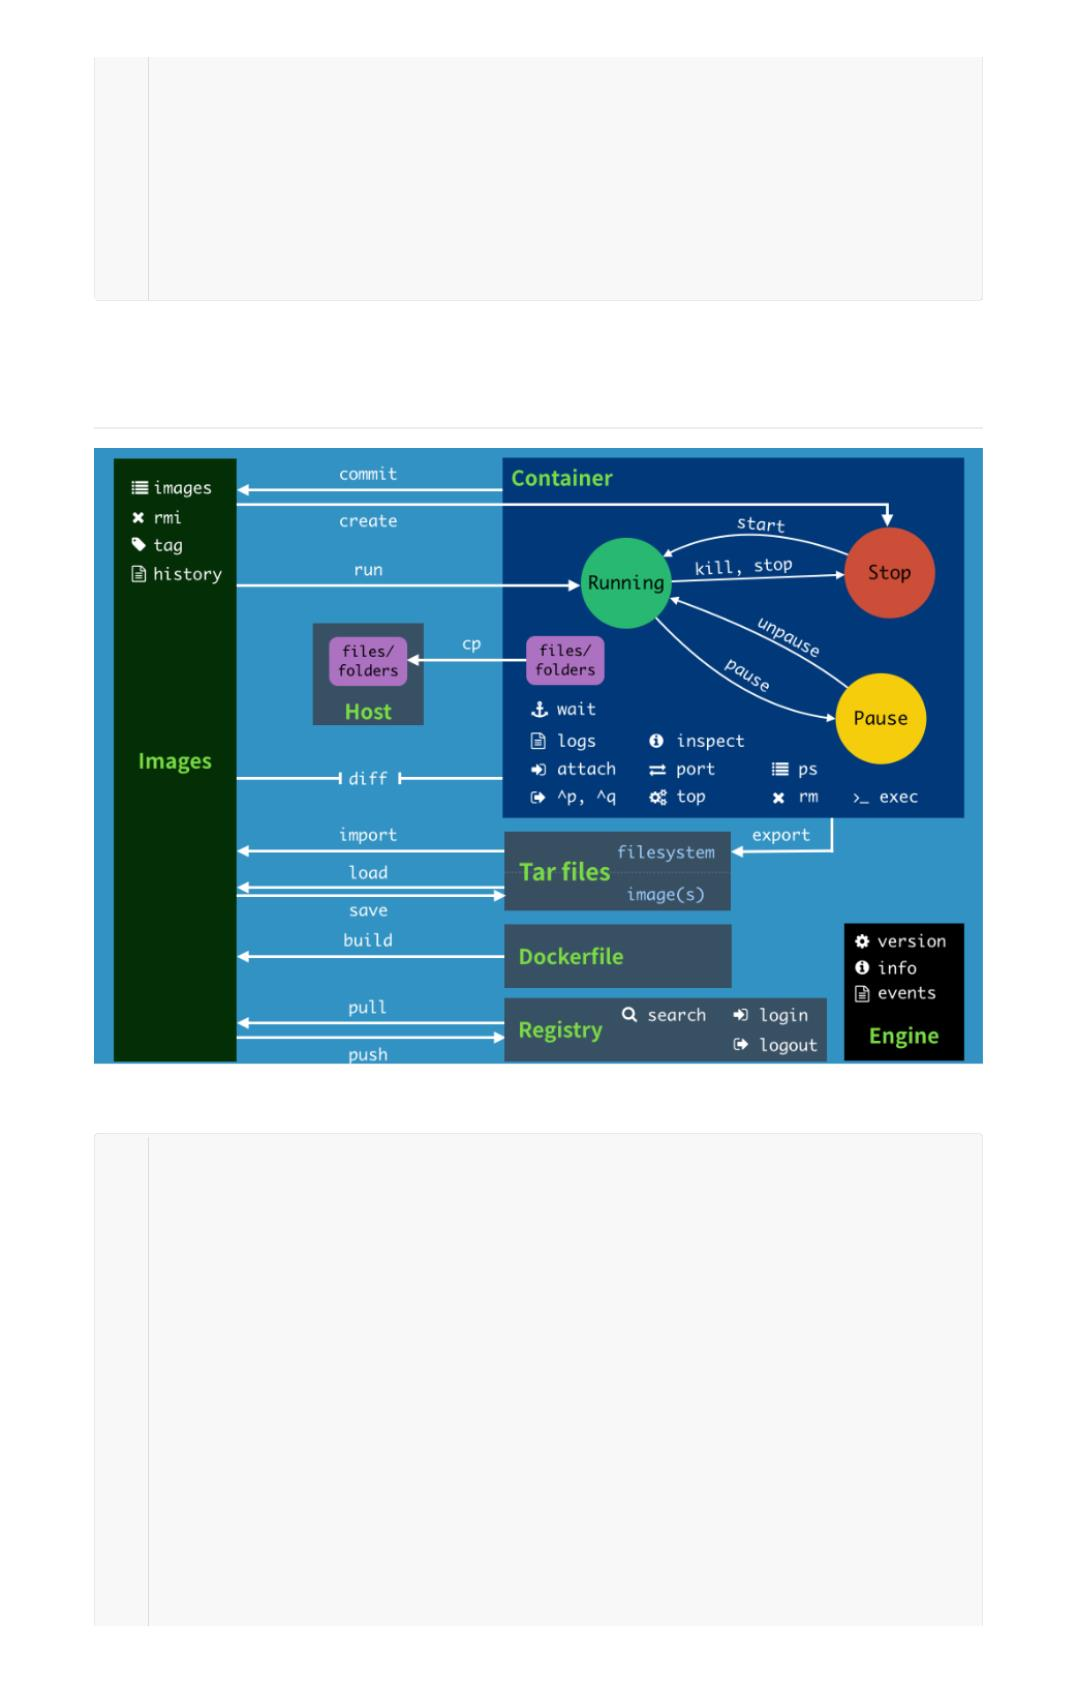 images
rmi
tag
history
Images
commit
create
run
Container
start
kill, stop
Running
Stop
unpause
pause
Pause
files/
folders
Host
cp
files/
folders
wait
logs
inspect
attach
port
ps
^p, ^q
top
rm
>_ exec
diff
import
load
save
export
Tar files
filesystem
image(s)
build
Dockerfile
pull
push
Registry
search
login
logout
version
info
events
Engine